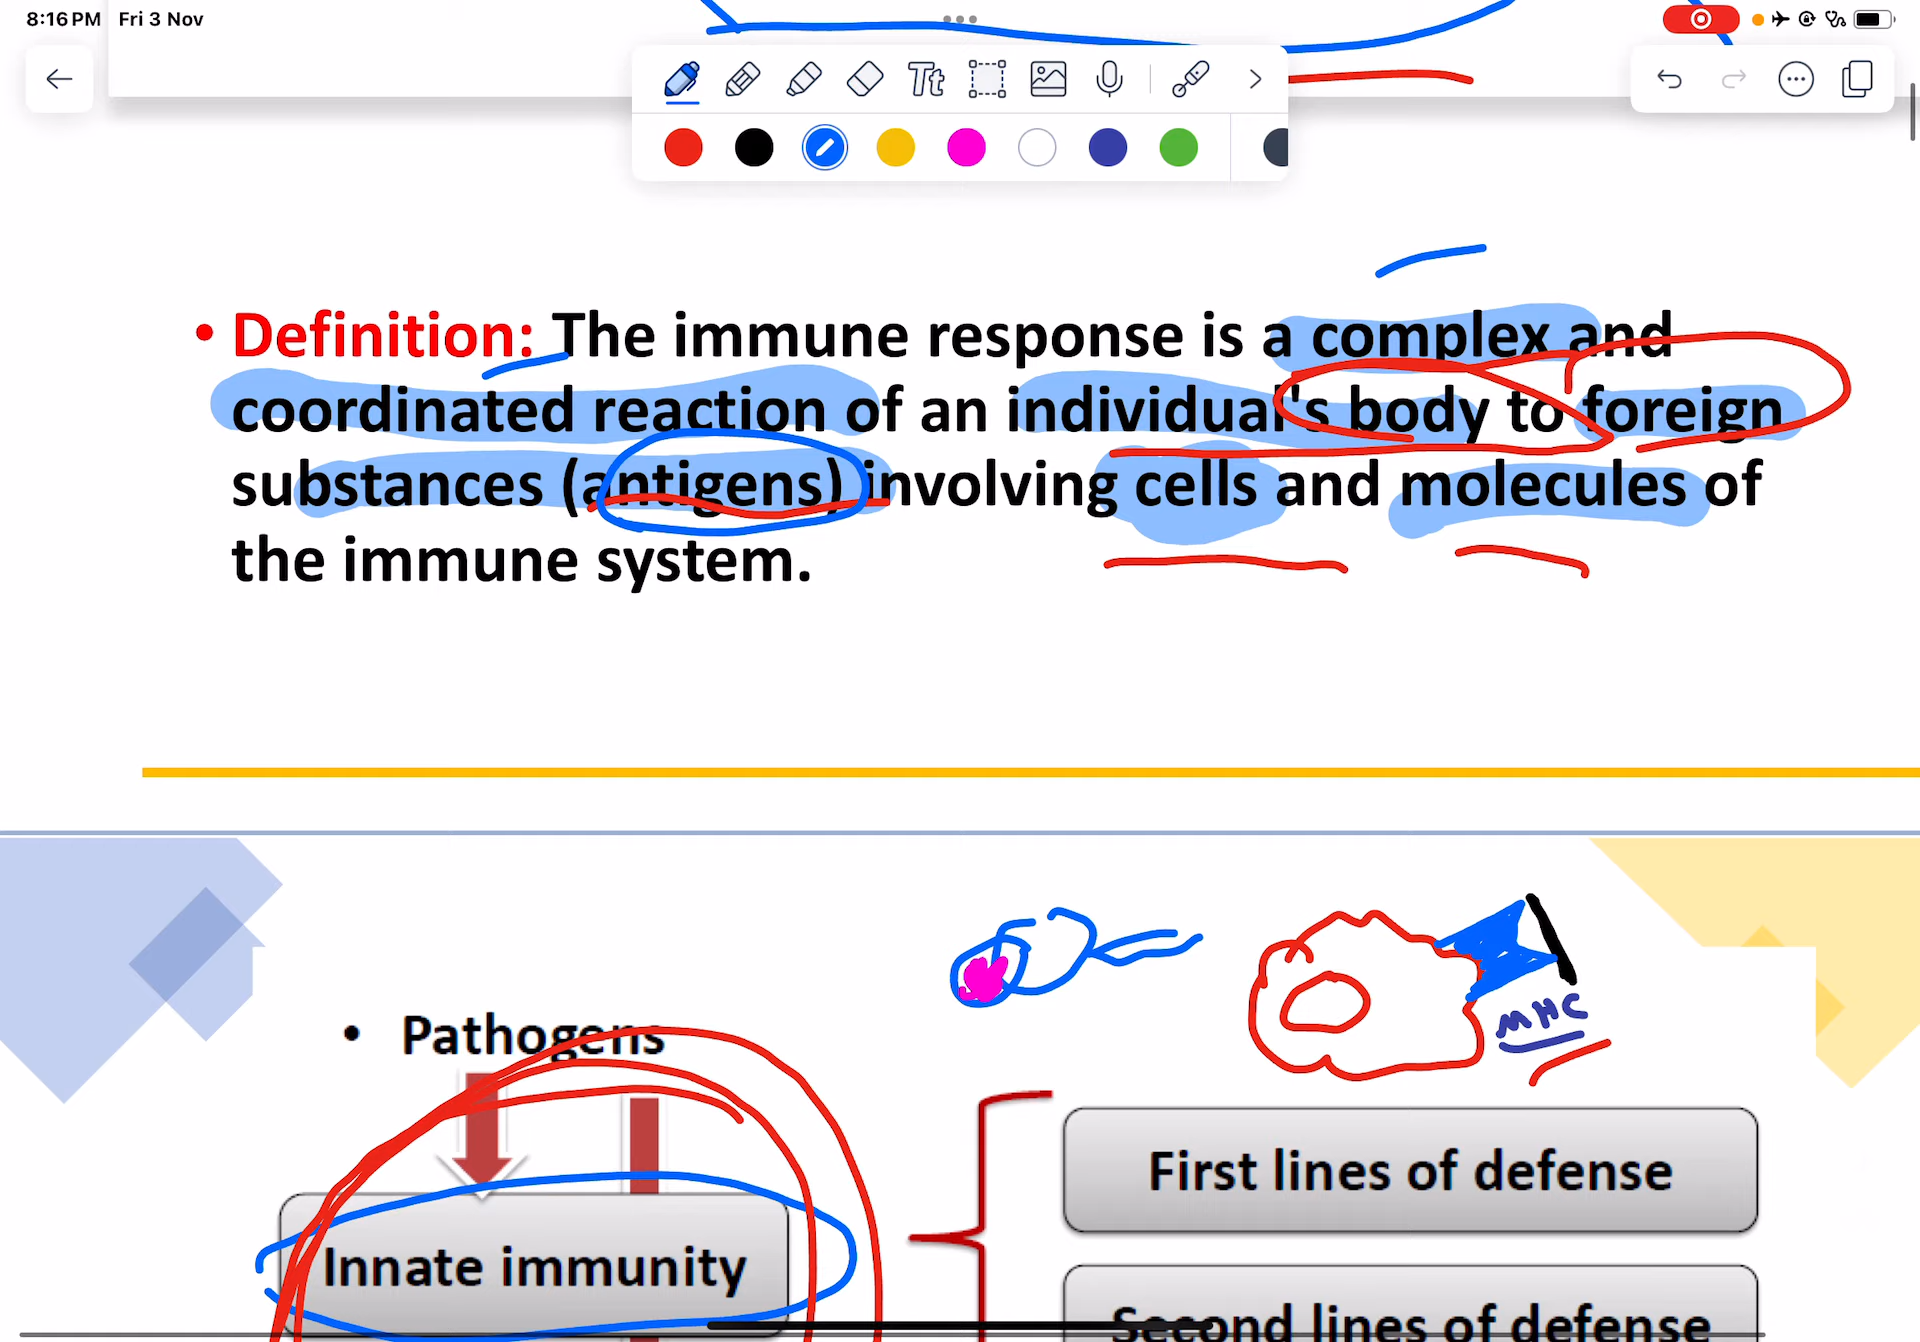 8:16 PM Fri 3 Nov
Tt
• Definition: The immune response is a complex and
coordinated reaction of an individual's body to foreign
substances (antigens) involving cells and molecules of
the immune system.
• Pathogens
MHC
First lines of defense
Innate immunity
Second lines of defense